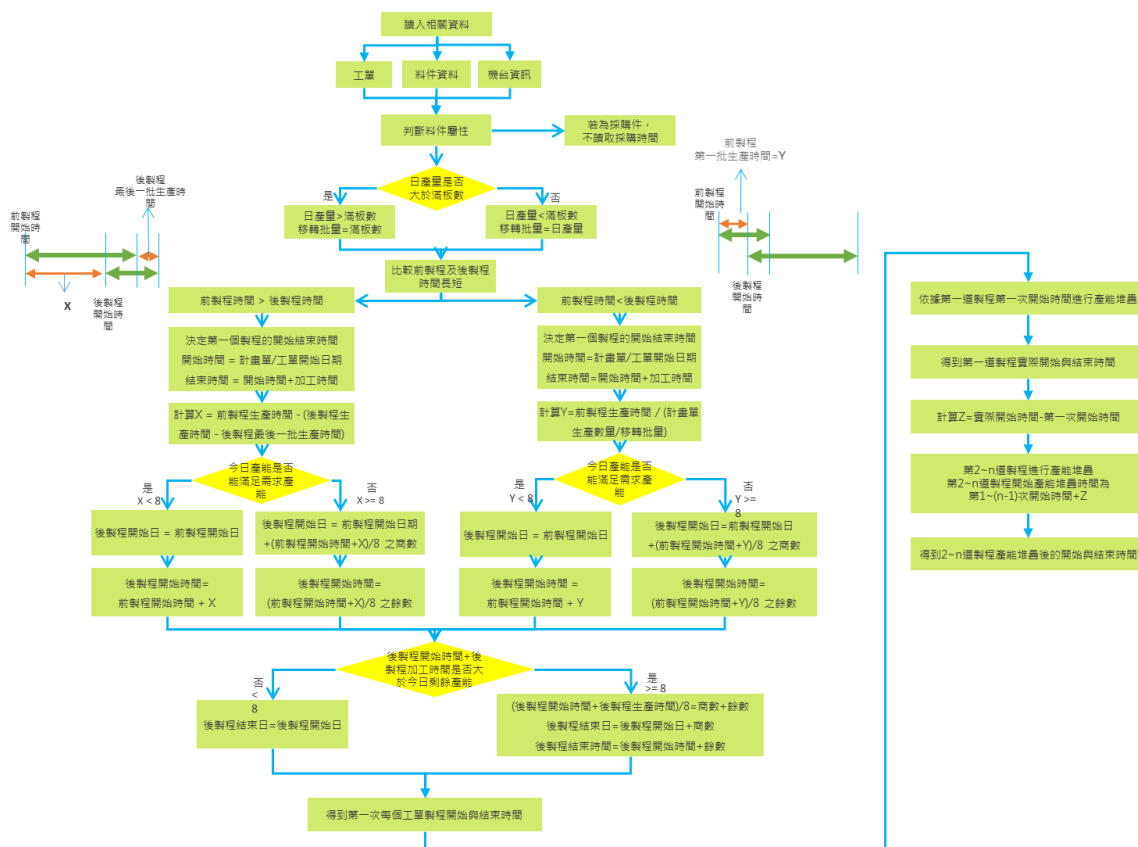 讀入相關資料
工單
料件資料
機台資訊
判斷料件屬性
若為採購件，
不讀取採購時間
日產量是否
大於滿板數
是
否
日產量>滿板數
移轉批量=滿板數
日產量<滿板數
移轉批量=日產量
比較前製程及後製程
時間長短
後製程
最後一批生產時
間
前製程
開始時
間
X
後製程
開始時
間
前製程
第一批生產時間=Y
前製程
開始時
間
後製程
開始時
間
前製程時間 > 後製程時間
決定第一個製程的開始結束時間
開始時間 = 計畫單/工單開始日期
結束時間 = 開始時間+加工時間
計算X = 前製程生產時間 - (後製程生
產時間 - 後製程最後一批生產時間)
今日產能是否
能滿足需求產
能
是
X < 8
否
X >= 8
後製程開始日 = 前製程開始日
後製程開始日 = 前製程開始日期
+(前製程開始時間+X)/8 之商數
後製程開始時間=
前製程開始時間 + X
後製程開始時間=
(前製程開始時間+X)/8 之餘數
前製程時間<後製程時間
決定第一個製程的開始結束時間
開始時間=計畫單/工單開始日期
結束時間=開始時間+加工時間
計算Y=前製程生產時間 / (計畫單
生產數量/移轉批量)
今日產能是否
能滿足需求產
能
是
Y < 8
否
Y >=
8
後製程開始日 = 前製程開始日
後製程開始日=前製程開始日
+(前製程開始時間+Y)/8 之商數
後製程開始時間 =
前製程開始時間 + Y
後製程開始時間=
(前製程開始時間+Y)/8 之餘數
後製程開始時間+後
製程加工時間是否大
於今日剩餘產能
否
<
8
是
>= 8
後製程結束日=後製程開始日
(後製程開始時間+後製程生產時間)/8=商數+餘數
後製程結束日=後製程開始日+商數
後製程結束時間=後製程開始時間+餘數
得到第一次每個工單製程開始與結束時間
依據第一道製程第一次開始時間進行產能堆疊
得到第一道製程實際開始與結束時間
計算Z=實際開始時間-第一次開始時間
第2~n道製程進行產能堆疊
第2~n道製程開始產能堆疊時間為
第1~(n-1)次開始時間+Z
得到2~n道製程產能堆疊後的開始與結束時間